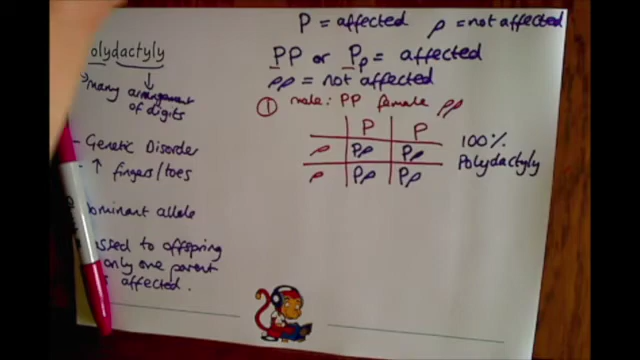 P = affected p = not affected
olydactyly
PP or Pp = affected
pp = not affected
many arrangement
of digits
① male: PP female pp
P P
p Pp Pp
p Pp Pp
100%
Polydactyly
- Genetic Disorder
- ↑ fingers/toes
ominant allele
ssed to offspring
only one parent
s affected.